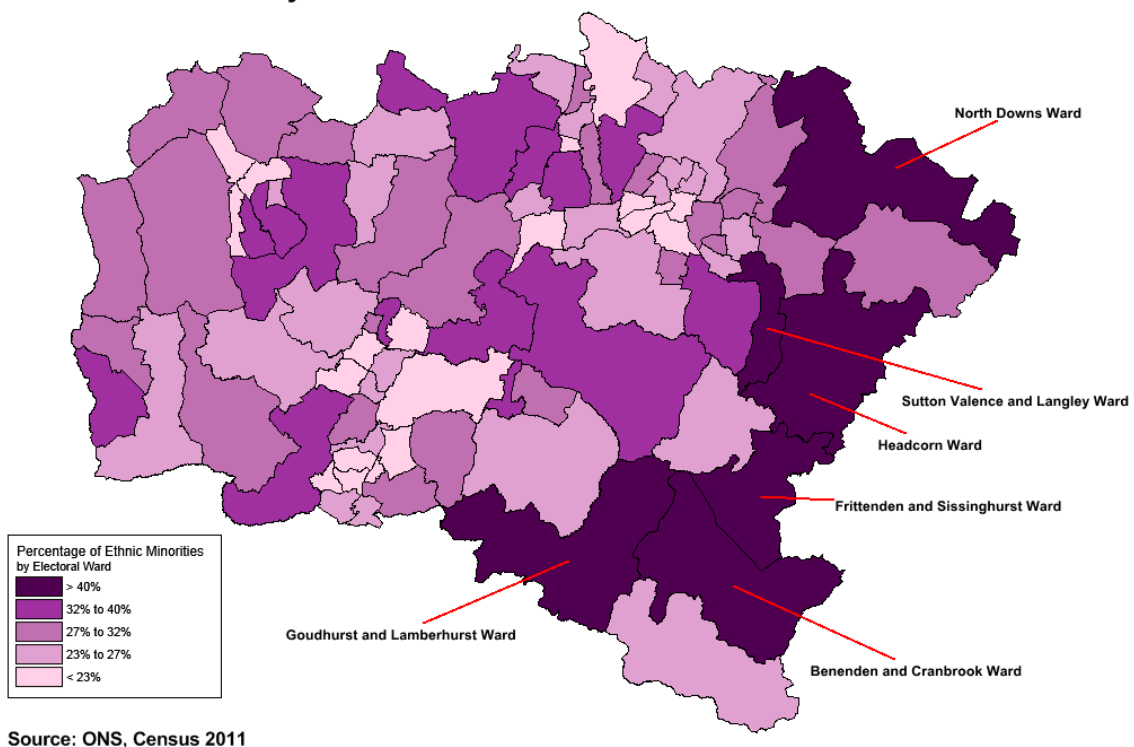 North Downs Ward
Sutton Valence and Langley Ward
Headcorn Ward
Frittenden and Sissinghurst Ward
Goudhurst and Lamberhurst Ward
Benenden and Cranbrook Ward
Percentage of Ethnic Minorities
by Electoral Ward
> 40%
32% to 40%
27% to 32%
23% to 27%
< 23%
Source: ONS, Census 2011